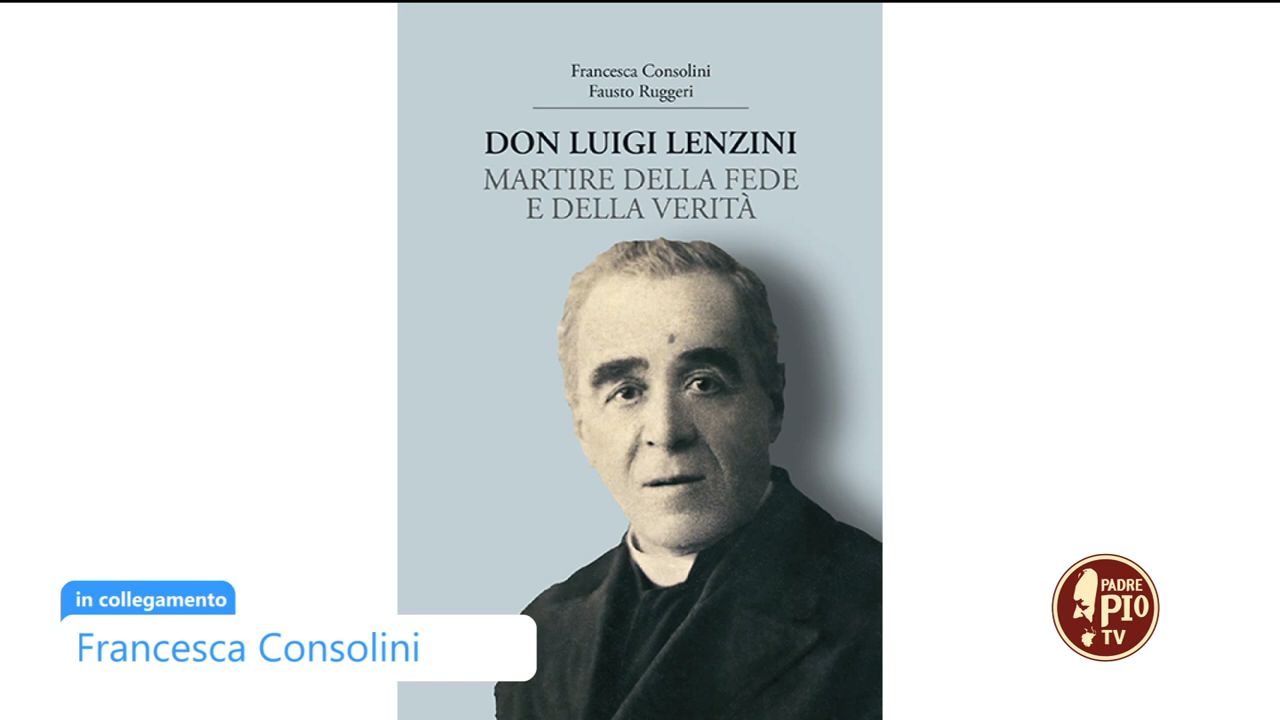 Francesca Consolini
Fausto Ruggeri
DON LUIGI LENZINI
MARTIRE DELLA FEDE
E DELLA VERITÀ
in collegamento
Francesca Consolini
PADRE
PIO
TV